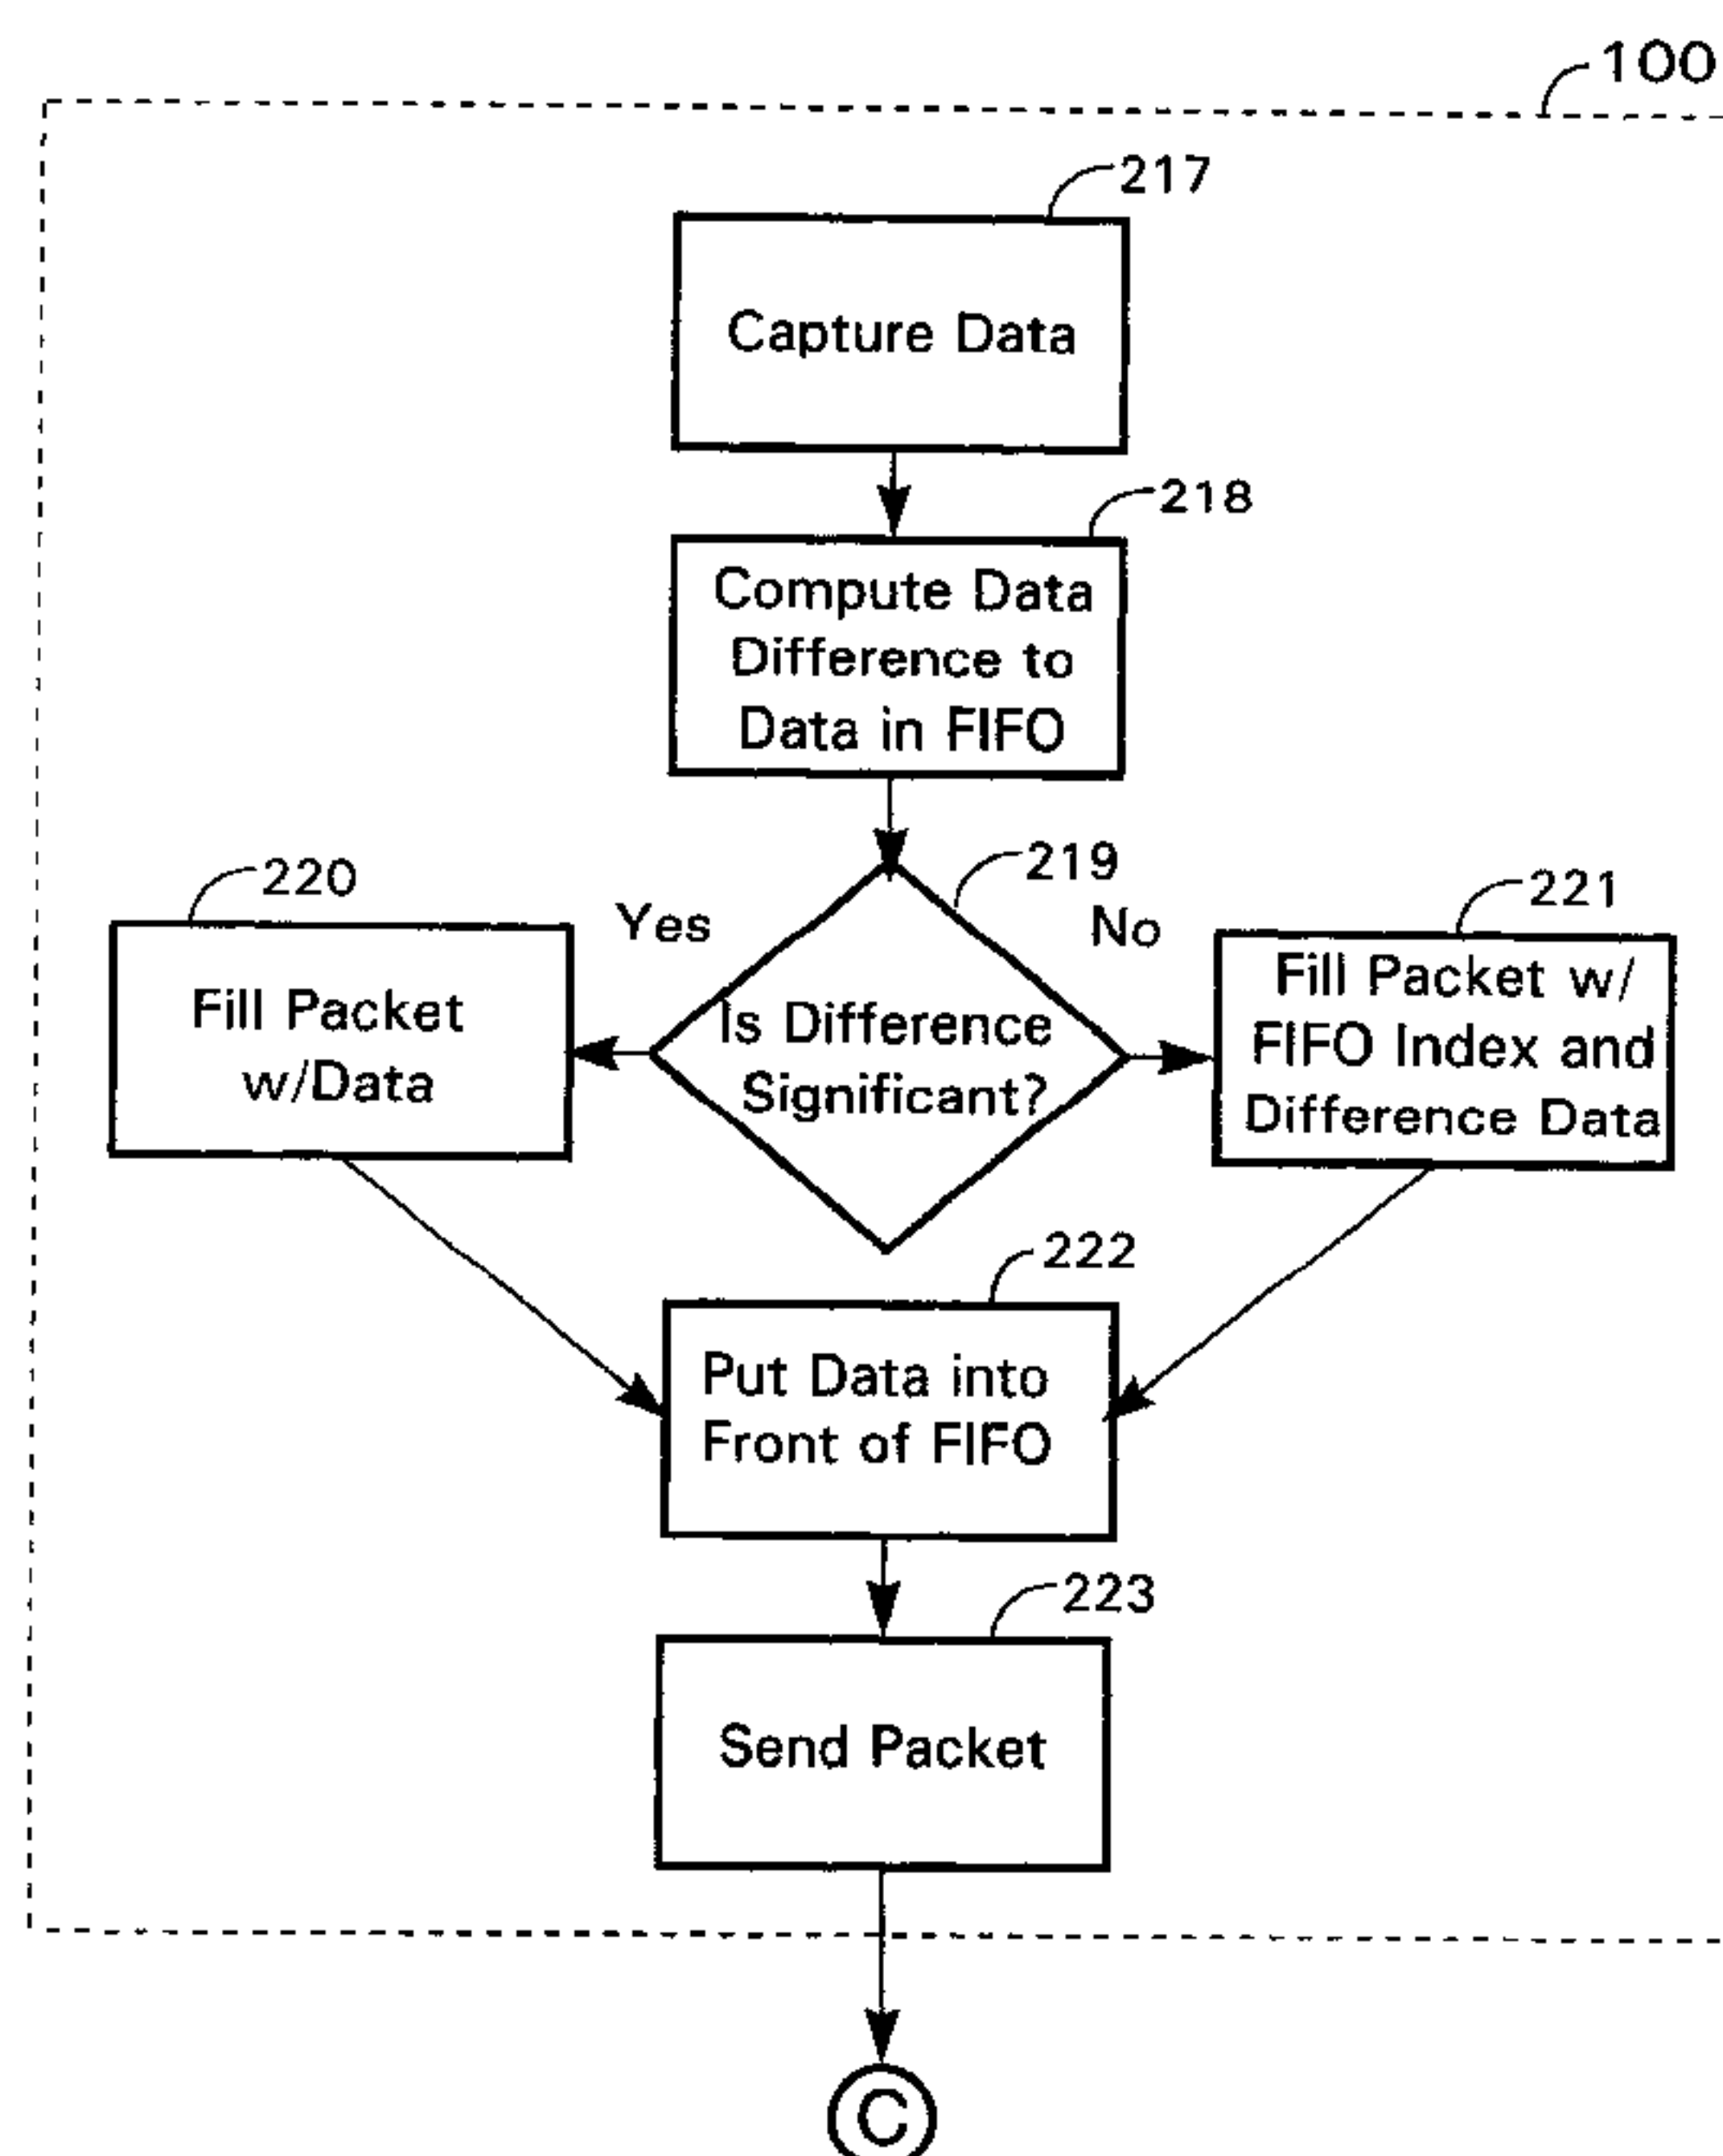 100
217
Capture Data
218
Compute Data
Difference to
Data in FIFO
219
220
Yes
No
221
Fill Packet
w/Data
Is Difference
Significant?
Fill Packet w/
FIFO Index and
Difference Data
222
Put Data into
Front of FIFO
223
Send Packet
C